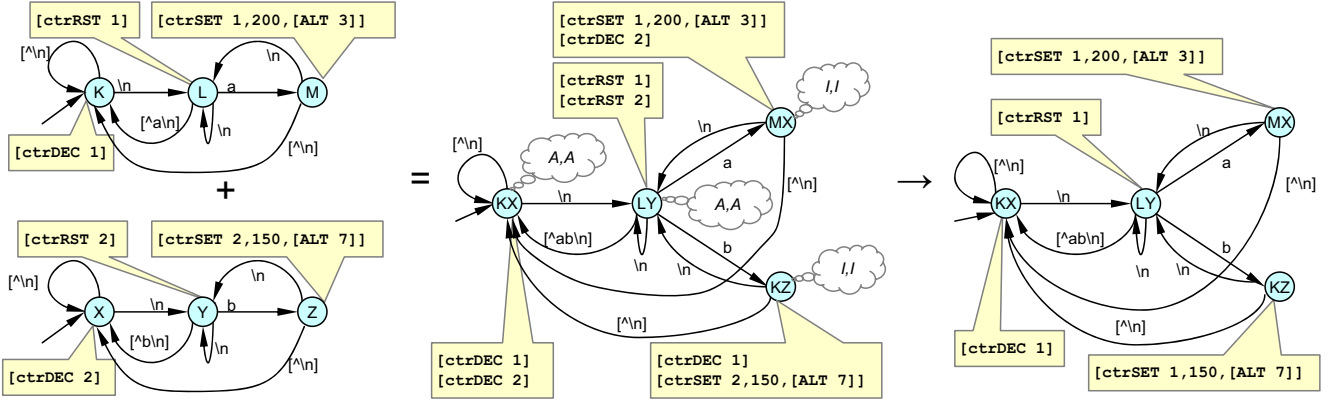 [ctrRST 1]
[ctrSET 1,200,[ALT 3]]
[^\n]
\n
K
\n
L
a
M
[^a\n]
\n
[^\n]
[ctrDEC 1]
+
[ctrRST 2]
[ctrSET 2,150,[ALT 7]]
[^\n]
\n
X
\n
Y
b
Z
[^b\n]
\n
[^\n]
[ctrDEC 2]
=
[ctrSET 1,200,[ALT 3]]
[ctrDEC 2]
[ctrRST 1]
[ctrRST 2]
I,I
MX
\n
a
[^\n]
A,A
[^\n]
KX
\n
LY
A,A
[^ab\n]
\n
b
\n
KZ
I,I
[^\n]
[ctrDEC 1]
[ctrDEC 2]
[ctrDEC 1]
[ctrSET 2,150,[ALT 7]]
→
[ctrSET 1,200,[ALT 3]]
[ctrRST 1]
MX
\n
a
[^\n]
[^\n]
KX
\n
LY
[^ab\n]
\n
b
\n
KZ
[^\n]
[ctrDEC 1]
[ctrSET 1,150,[ALT 7]]